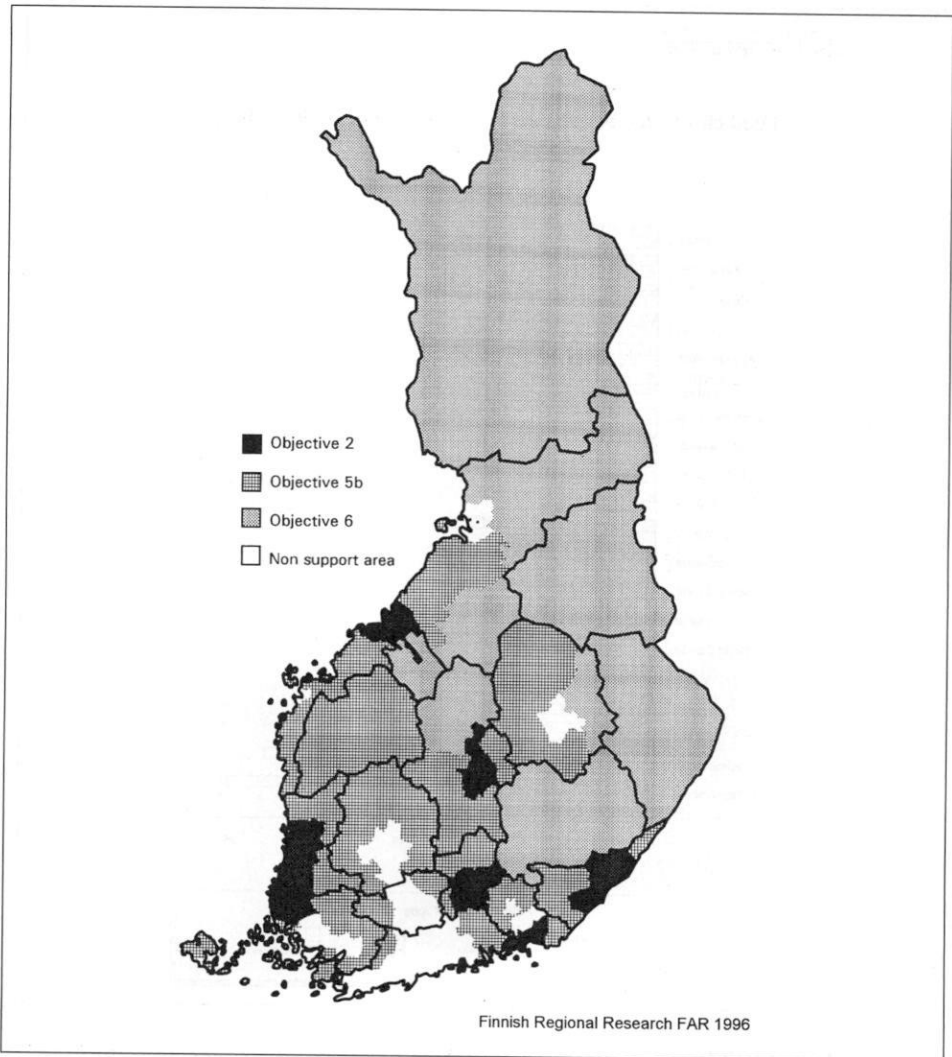 Objective 2
Objective 5b
Objective 6
Non support area
Finnish Regional Research FAR 1996